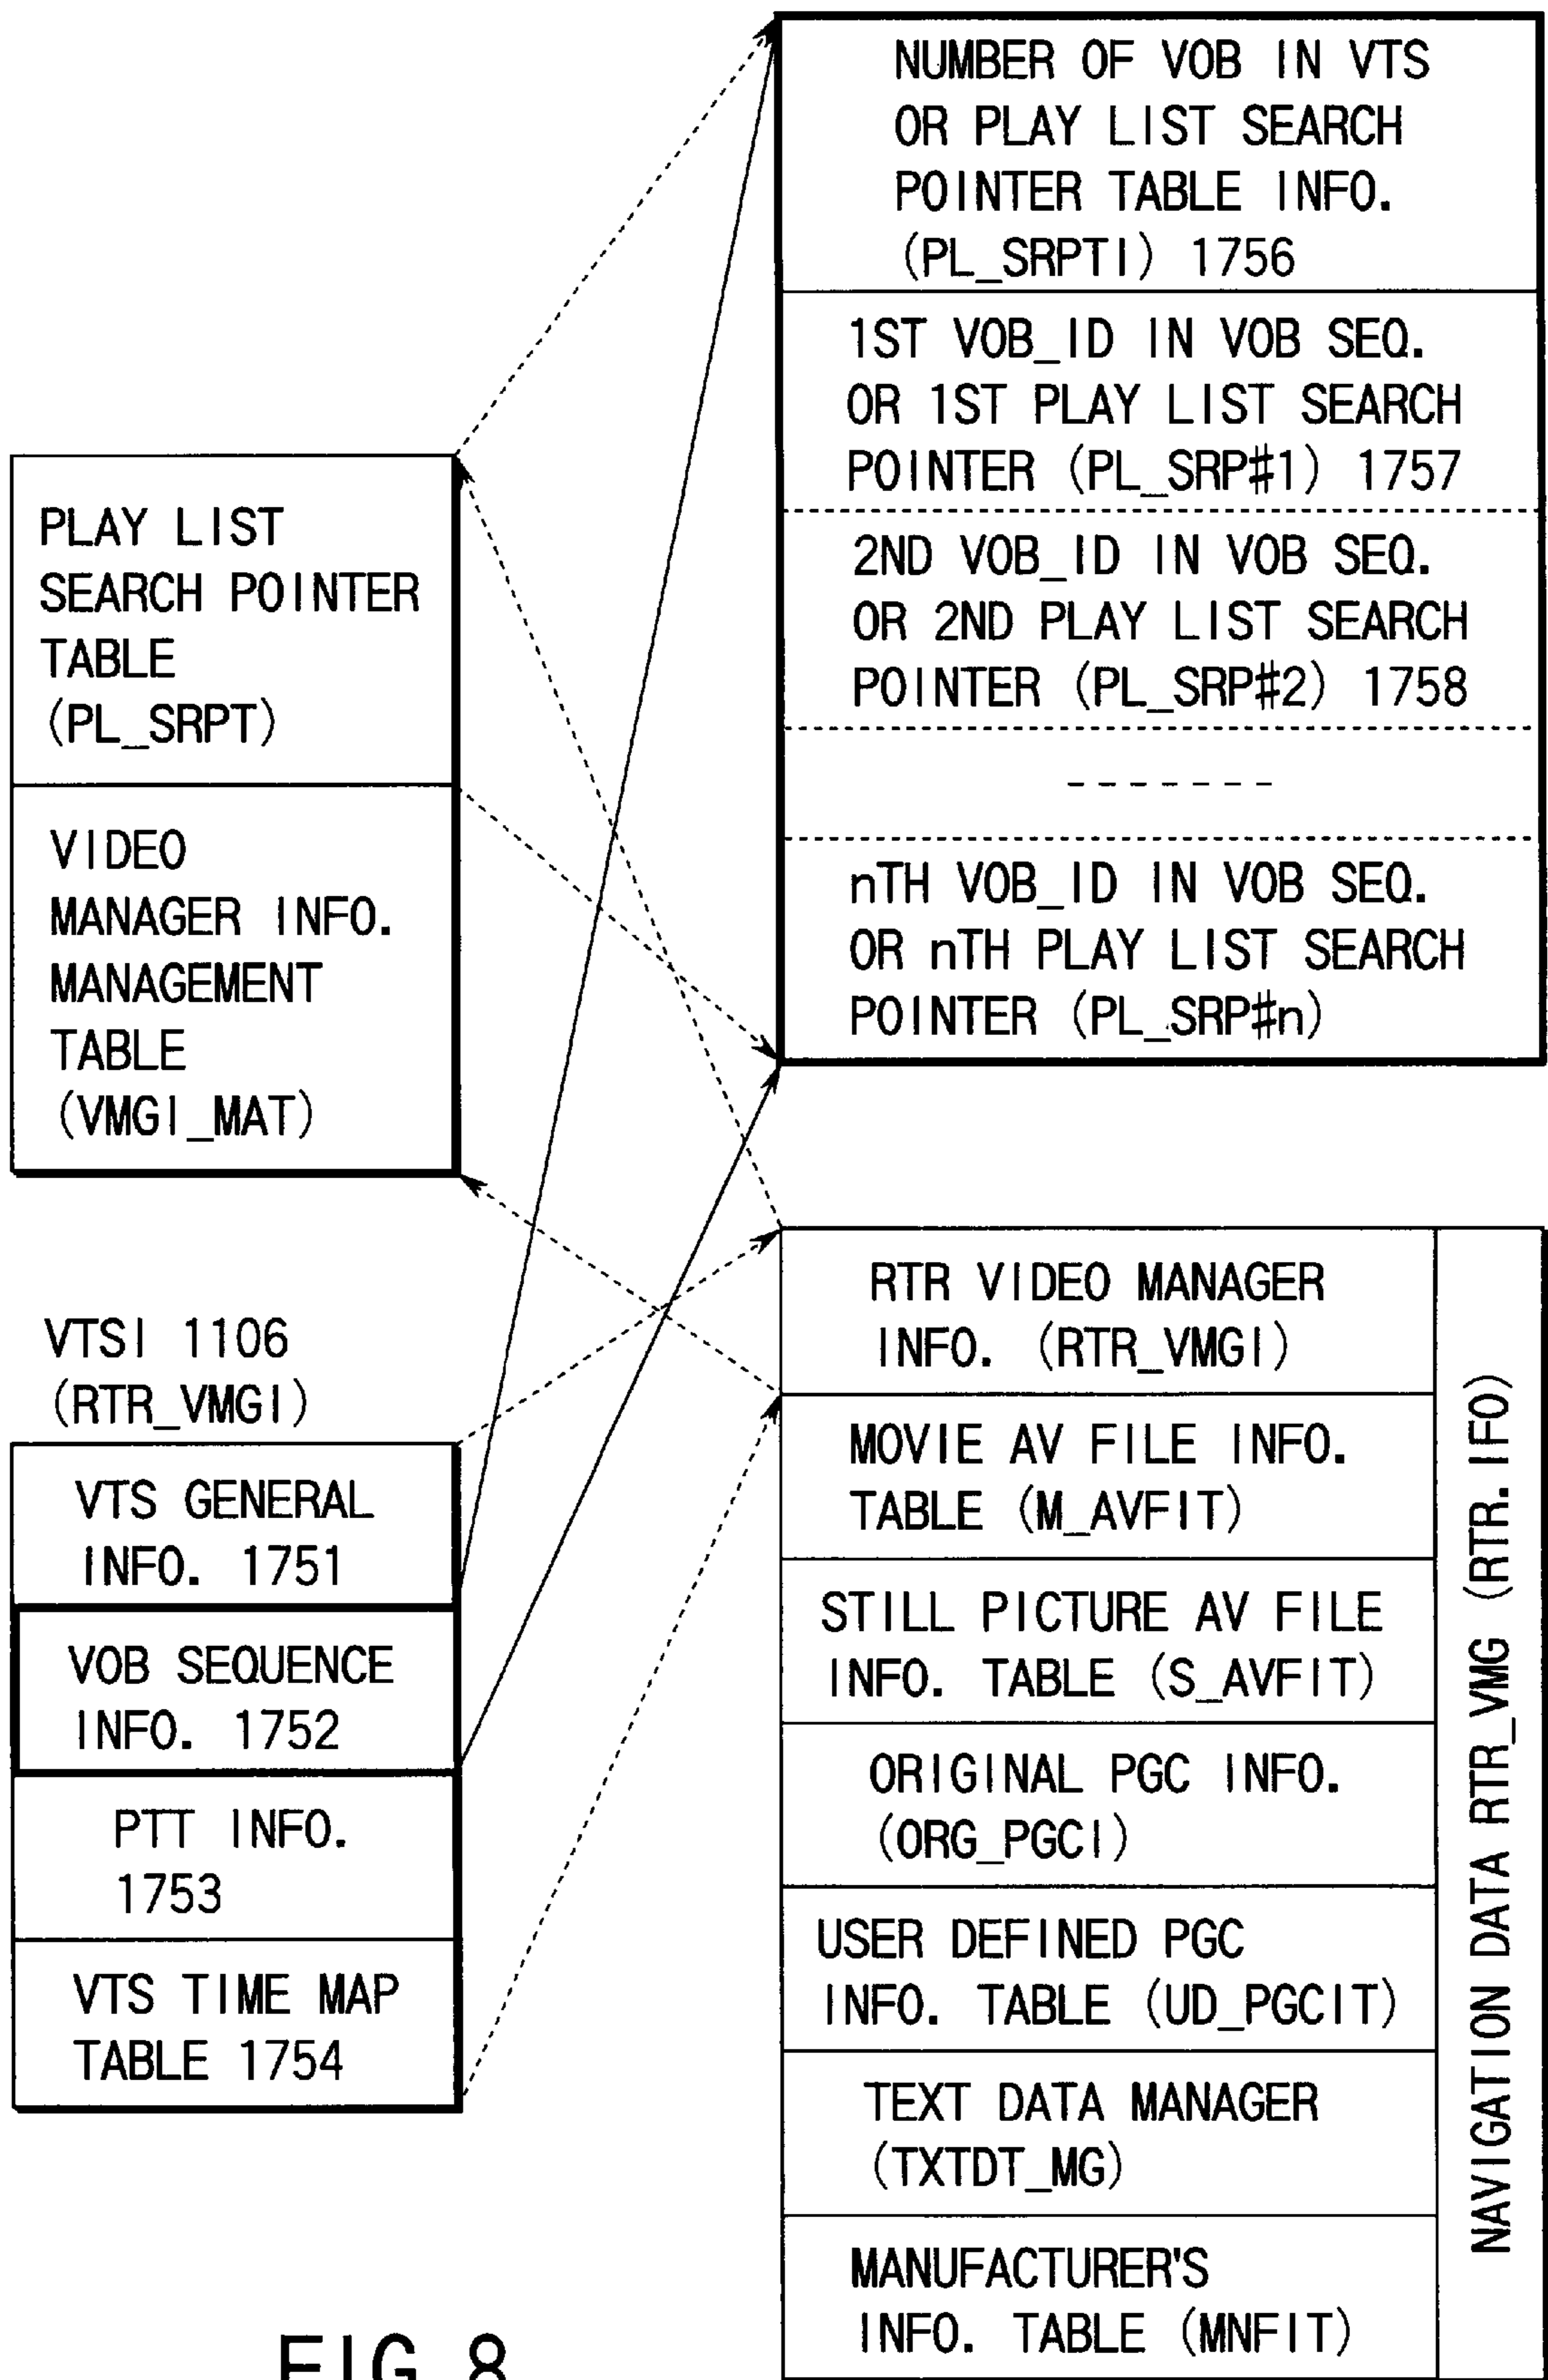 NUMBER OF VOB IN VTS
OR PLAY LIST SEARCH
POINTER TABLE INFO.
(PL_SRPTI) 1756
1ST VOB_ID IN VOB SEQ.
OR 1ST PLAY LIST SEARCH
POINTER (PL_SRP#1) 1757
2ND VOB_ID IN VOB SEQ.
OR 2ND PLAY LIST SEARCH
POINTER (PL_SRP#2) 1758
-------
nTH VOB_ID IN VOB SEQ.
OR nTH PLAY LIST SEARCH
POINTER (PL_SRP#n)
PLAY LIST
SEARCH POINTER
TABLE
(PL_SRPT)
VIDEO
MANAGER INFO.
MANAGEMENT
TABLE
(VMGI_MAT)
VTSI 1106
(RTR_VMGI)
VTS GENERAL
INFO. 1751
VOB SEQUENCE
INFO. 1752
PTT INFO.
1753
VTS TIME MAP
TABLE 1754
RTR VIDEO MANAGER
INFO. (RTR_VMGI)
MOVIE AV FILE INFO.
TABLE (M_AVFIT)
STILL PICTURE AV FILE
INFO. TABLE (S_AVFIT)
ORIGINAL PGC INFO.
(ORG_PGCI)
USER DEFINED PGC
INFO. TABLE (UD_PGCIT)
TEXT DATA MANAGER
(TXTDT_MG)
MANUFACTURER'S
INFO. TABLE (MNFIT)
NAVIGATION DATA RTR_VMG (RTR.IFO)
FIG. 8